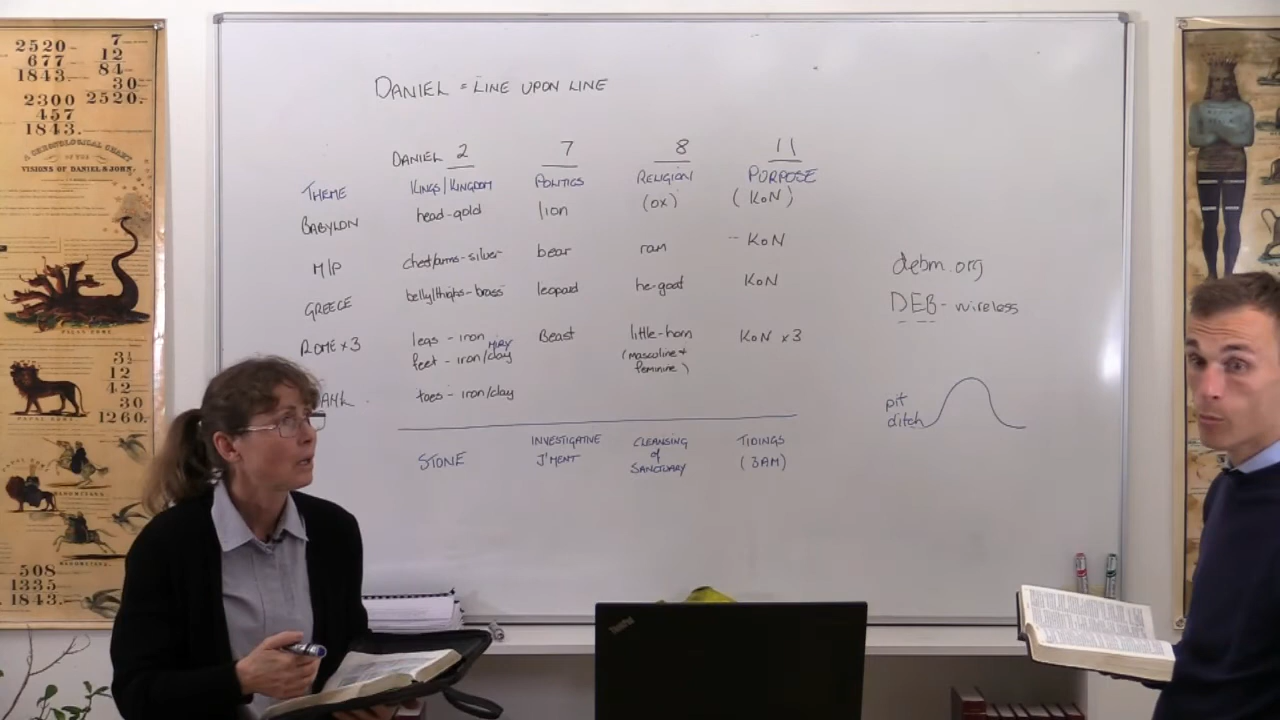 2520. 7
677 12
1843. 84
30
2300 2520.
457
1843.
A CHRONOLOGICAL CHART
OF THE
VISIONS OF DANIEL & JOHN.
3½
12
42
30
1260.
508
1335
1843.
DANIEL = LINE UPON LINE
DANIEL 2 7 8 11
THEME KINGS/KINGDOM POLITICS RELIGION PURPOSE
BABYLON head-gold lion (OX) (KoN)
M/P chest/arms-silver bear ram -- KoN
GREECE belly/thighs-brass leopard he-goat KoN
ROME x 3 legs - iron Beast little-horn KoN x3
feet - iron/clay MIRY (masculine +
feminine)
toes - iron/clay
STONE INVESTIGATIVE J'MENT CLEANSING of SANCTUARY TIDINGS (3AM)
debm.org
DEB - wireless
pit
ditch
ThinkPad